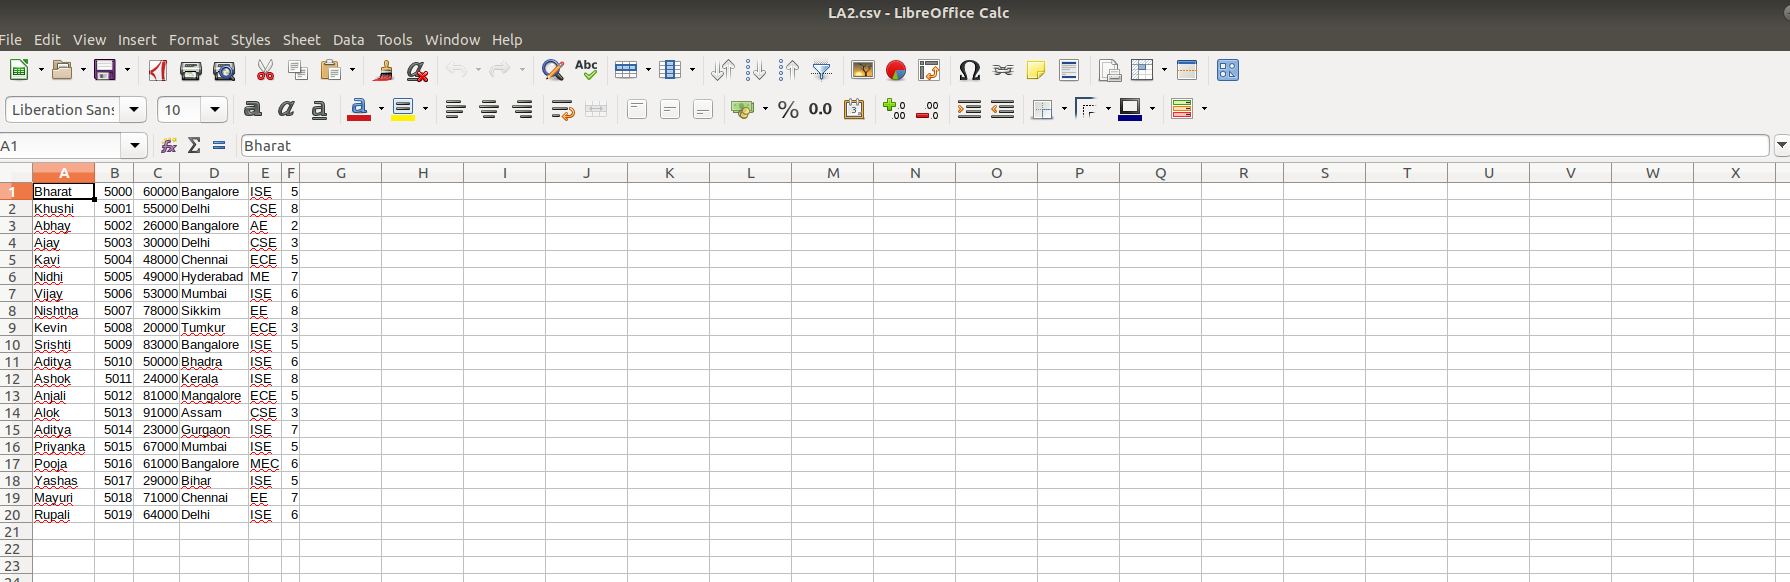 LA2.csv - LibreOffice Calc
File Edit View Insert Format Styles Sheet Data Tools Window Help
Abc
Liberation Sans 10 a a a a % 0.0 .0 .00 .00 .0
A1 fx Σ = Bharat
A B C D E F G H I J K L M N O P Q R S T U V W X
1 Bharat 5000 60000 Bangalore ISE 5
2 Khushi 5001 55000 Delhi CSE 8
3 Abhay 5002 26000 Bangalore AE 2
4 Ajay 5003 30000 Delhi CSE 3
5 Kavi 5004 48000 Chennai ECE 5
6 Nidhi 5005 49000 Hyderabad ME 7
7 Vijay 5006 53000 Mumbai ISE 6
8 Nishtha 5007 78000 Sikkim EE 8
9 Kevin 5008 20000 Tumkur ECE 3
10 Srishti 5009 83000 Bangalore ISE 5
11 Aditya 5010 50000 Bhadra ISE 6
12 Ashok 5011 24000 Kerala ISE 8
13 Anjali 5012 81000 Mangalore ECE 5
14 Alok 5013 91000 Assam CSE 3
15 Aditya 5014 23000 Gurgaon ISE 7
16 Priyanka 5015 67000 Mumbai ISE 5
17 Pooja 5016 61000 Bangalore MEC 6
18 Yashas 5017 29000 Bihar ISE 5
19 Mayuri 5018 71000 Chennai EE 7
20 Rupali 5019 64000 Delhi ISE 6
21
22
23